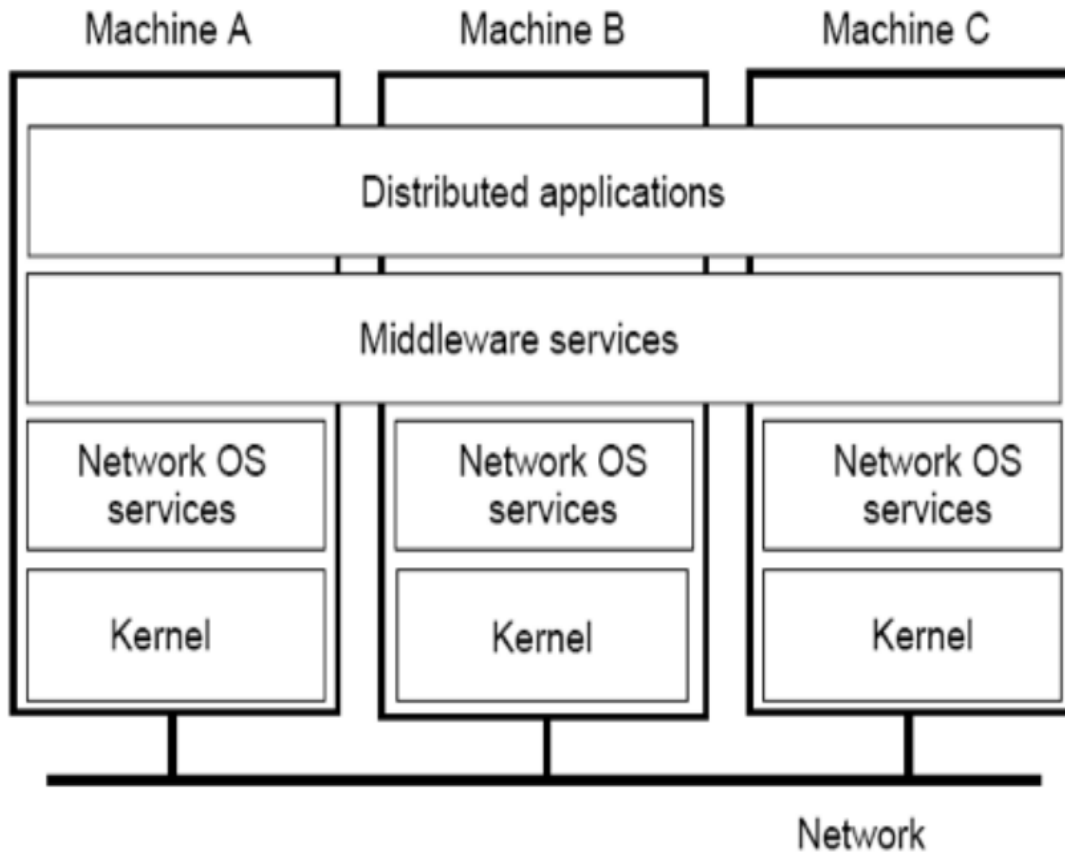 Machine A
Machine B
Machine C
Distributed applications
Middleware services
Network OS
services
Network OS
services
Network OS
services
Kernel
Kernel
Kernel
Network